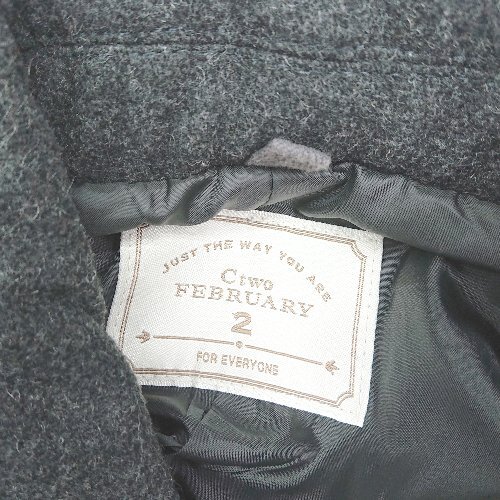 JUST THE WAY YOU ARE
Ctwo
FEBRUARY
2
FOR EVERYONE